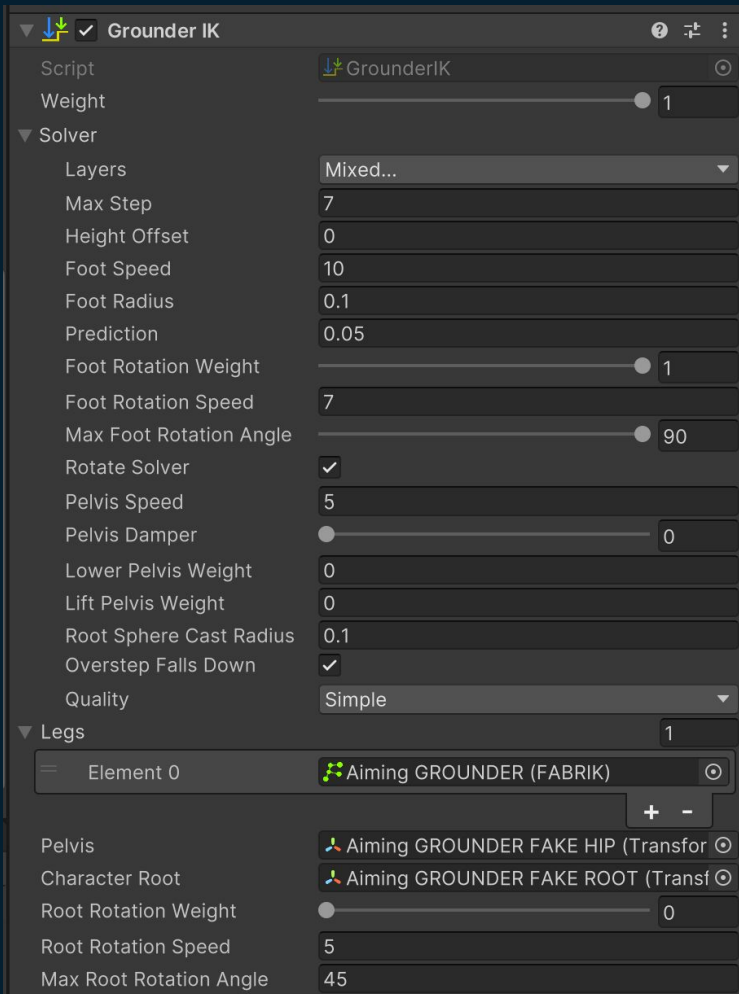 Grounder IK
Script GrounderIK
Weight 1
Solver
Layers Mixed...
Max Step 7
Height Offset 0
Foot Speed 10
Foot Radius 0.1
Prediction 0.05
Foot Rotation Weight 1
Foot Rotation Speed 7
Max Foot Rotation Angle 90
Rotate Solver
Pelvis Speed 5
Pelvis Damper 0
Lower Pelvis Weight 0
Lift Pelvis Weight 0
Root Sphere Cast Radius 0.1
Overstep Falls Down
Quality Simple
Legs 1
Element 0 Aiming GROUNDER (FABRIK)
+ -
Pelvis Aiming GROUNDER FAKE HIP (Transfor
Character Root Aiming GROUNDER FAKE ROOT (Transf
Root Rotation Weight 0
Root Rotation Speed 5
Max Root Rotation Angle 45